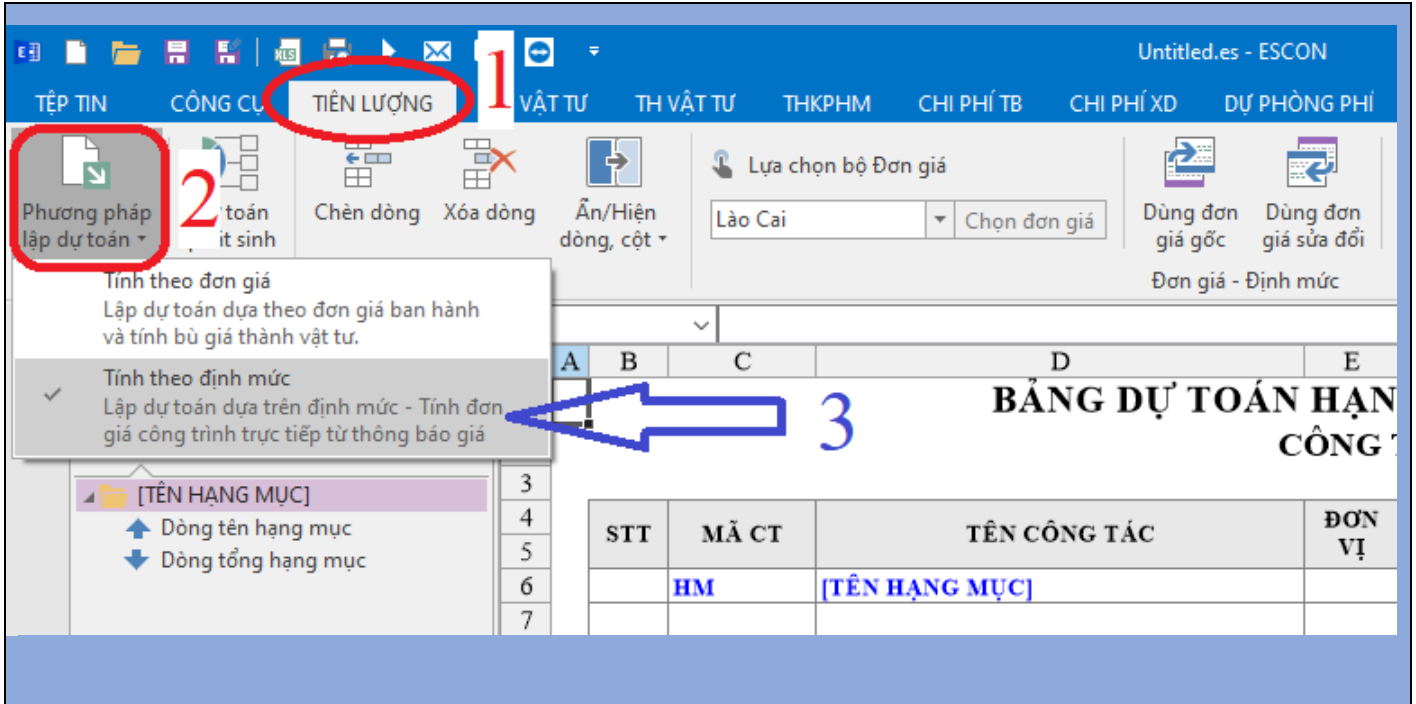 Untitled.es - ESCON
TỆP TIN CÔNG CỤ TIÊN LƯỢNG VẬT TƯ TH VẬT TƯ THKPHM CHI PHÍ TB CHI PHÍ XD DỰ PHÒNG PHÍ
1
2
Phương pháp lập dự toán
toán
sinh
Chèn dòng
Xóa dòng
Ẩn/Hiện
dòng, cột
Lựa chọn bộ Đơn giá
Lào Cai
Chọn đơn giá
Dùng đơn
giá gốc
Dùng đơn
giá sửa đổi
Đơn giá - Định mức
Tính theo đơn giá
Lập dự toán dựa theo đơn giá ban hành
và tính bù giá thành vật tư.
Tính theo định mức
Lập dự toán dựa trên định mức - Tính đơn
giá công trình trực tiếp từ thông báo giá
3
A B C D E
BẢNG DỰ TOÁN HẠN
CÔNG
[TÊN HẠNG MỤC]
Dòng tên hạng mục
Dòng tổng hạng mục
3
4
5
6
7
STT MÃ CT TÊN CÔNG TÁC ĐƠN
VỊ
HM [TÊN HẠNG MỤC]